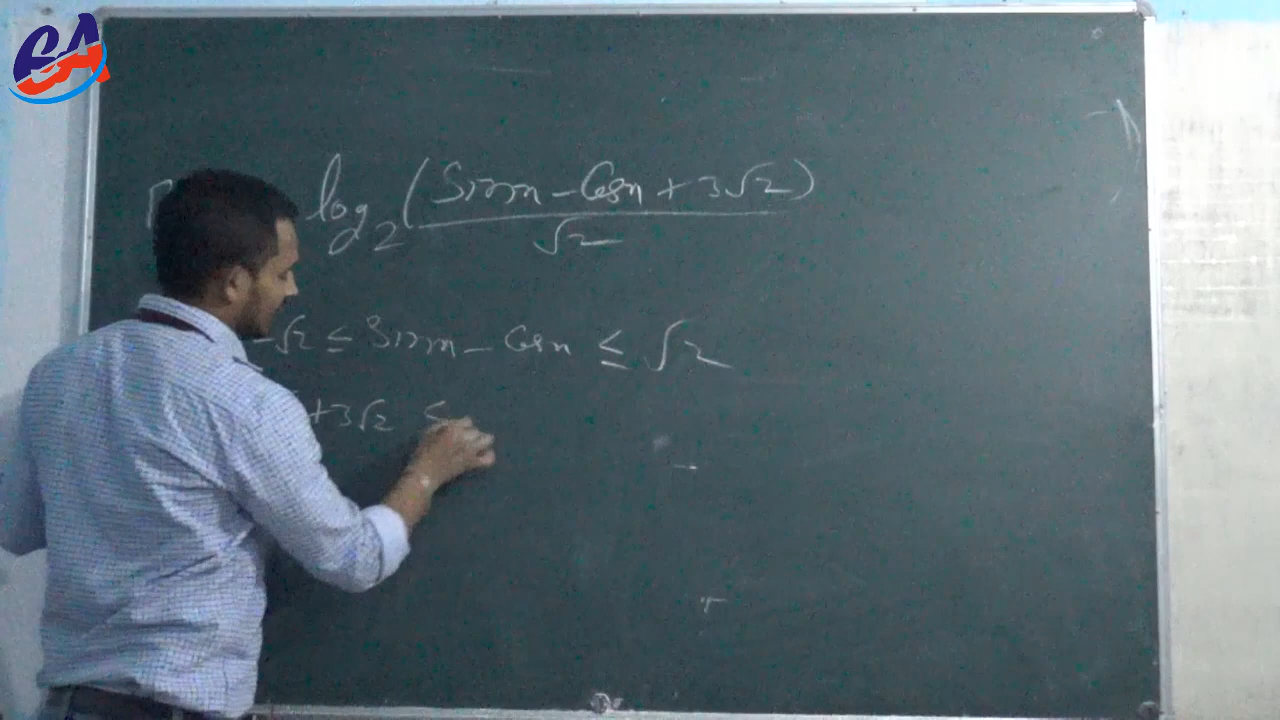 log₂ (Sinx - Cosx + 3√2)
√2
-√2 ≤ Sinx - Cosx ≤ √2
+ 3√2 ≤